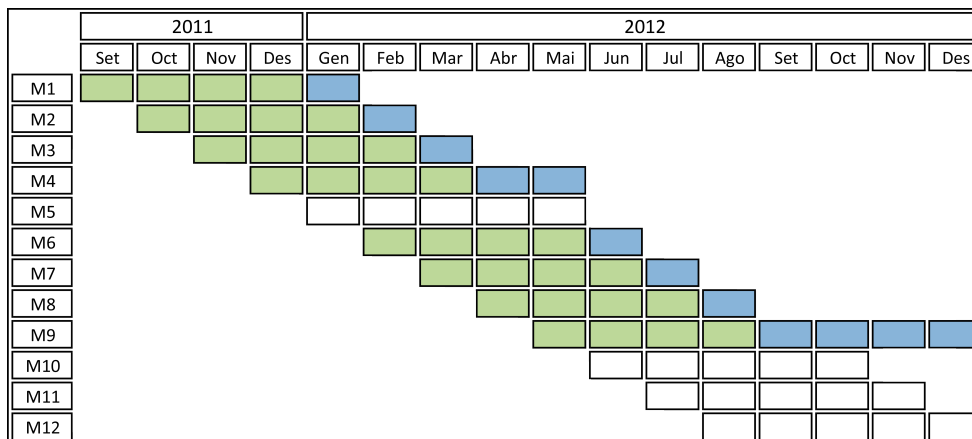 2011 2012
Set Oct Nov Des Gen Feb Mar Abr Mai Jun Jul Ago Set Oct Nov Des
M1
M2
M3
M4
M5
M6
M7
M8
M9
M10
M11
M12